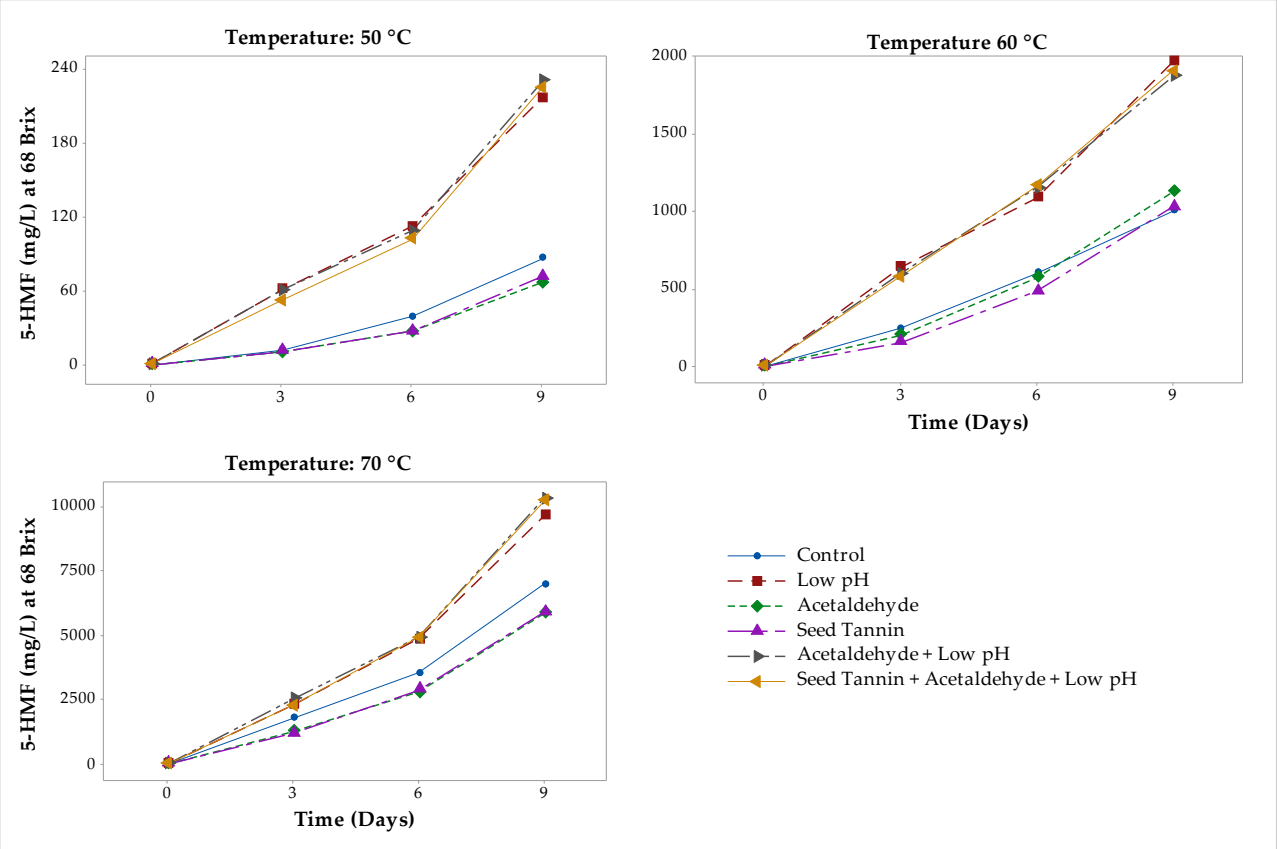 Temperature: 50 °C
5-HMF (mg/L) at 68 Brix
240
180
120
60
0
0 3 6 9
Temperature 60 °C
2000
1500
1000
500
0
0 3 6 9
Time (Days)
Temperature: 70 °C
5-HMF (mg/L) at 68 Brix
10000
7500
5000
2500
0
0 3 6 9
Time (Days)
Control
Low pH
Acetaldehyde
Seed Tannin
Acetaldehyde + Low pH
Seed Tannin + Acetaldehyde + Low pH